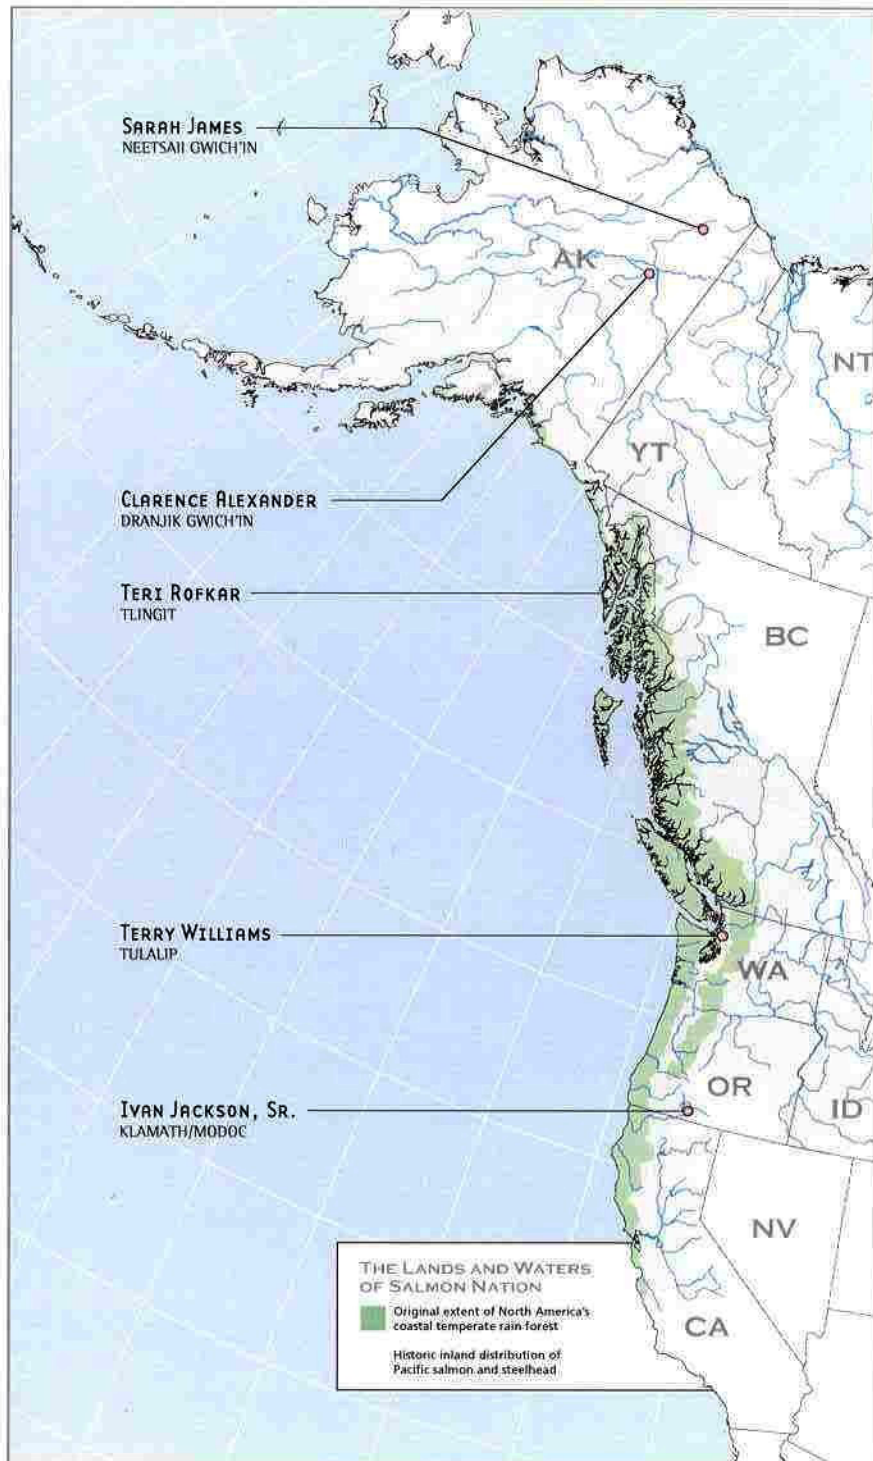 SARAH JAMES
NEETSAII GWICH'IN
AK
NT
YT
CLARENCE ALEXANDER
DRANJIK GWICH'IN
TERI ROFKAR
TLINGIT
BC
TERRY WILLIAMS
TULALIP
WA
OR
IVAN JACKSON, SR.
KLAMATH/MODOC
ID
NV
THE LANDS AND WATERS
OF SALMON NATION
Original extent of North America's
coastal temperate rain forest
Historic inland distribution of
Pacific salmon and steelhead
CA